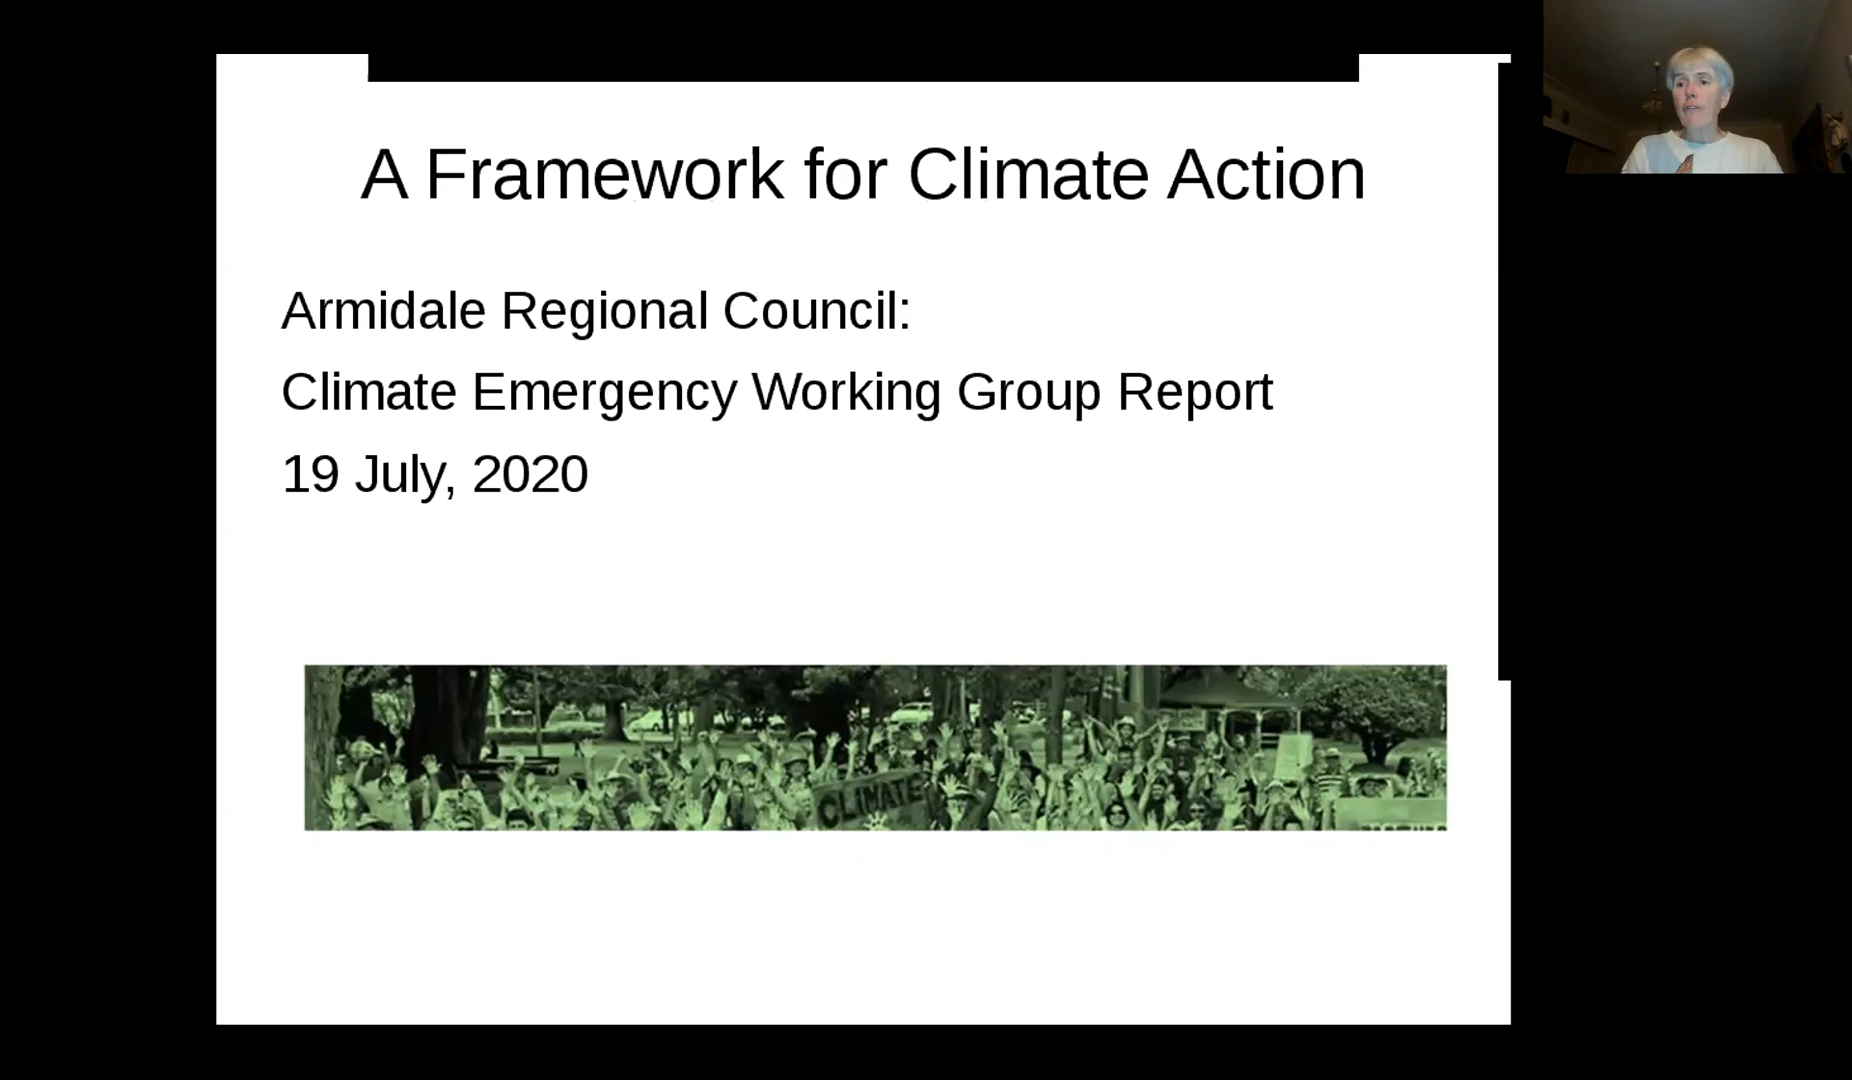 A Framework for Climate Action
Armidale Regional Council:
Climate Emergency Working Group Report
19 July, 2020
CLIMATE